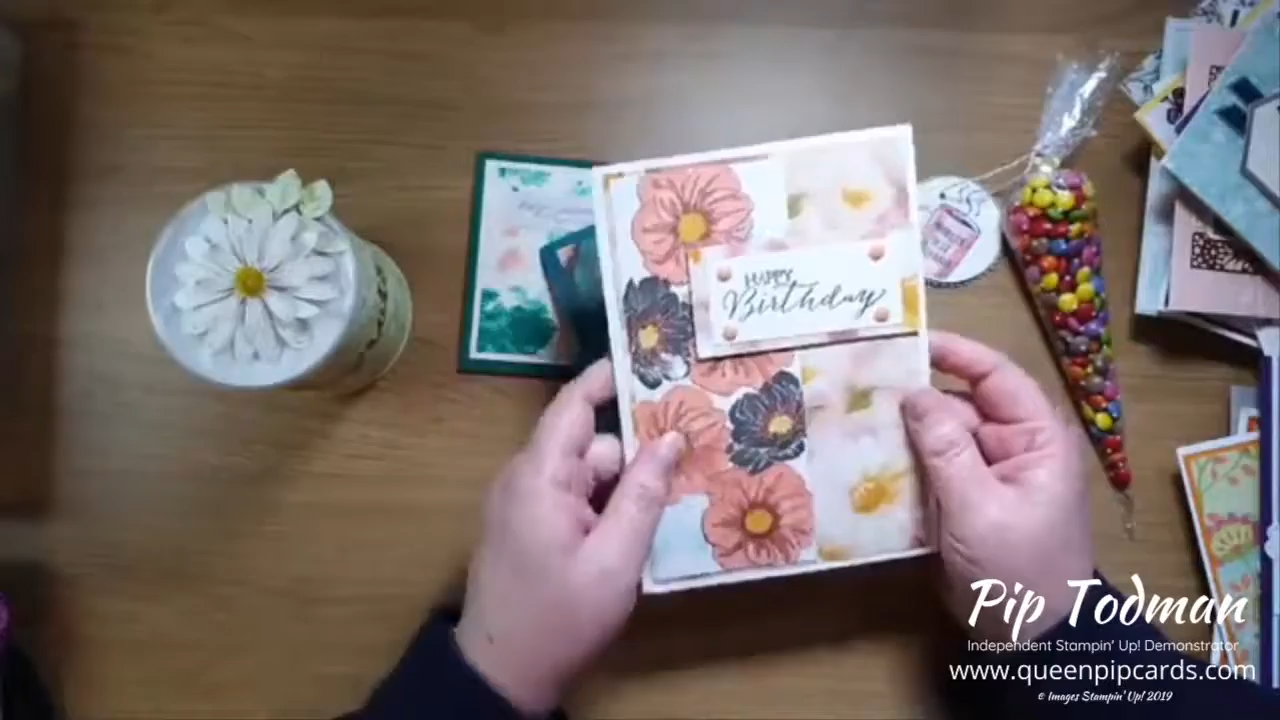 HAPPY
Birthday
Pip Todman
Independent Stampin' Up! Demonstrator
www.queenpipcards.com
© Images Stampin' Up! 2019